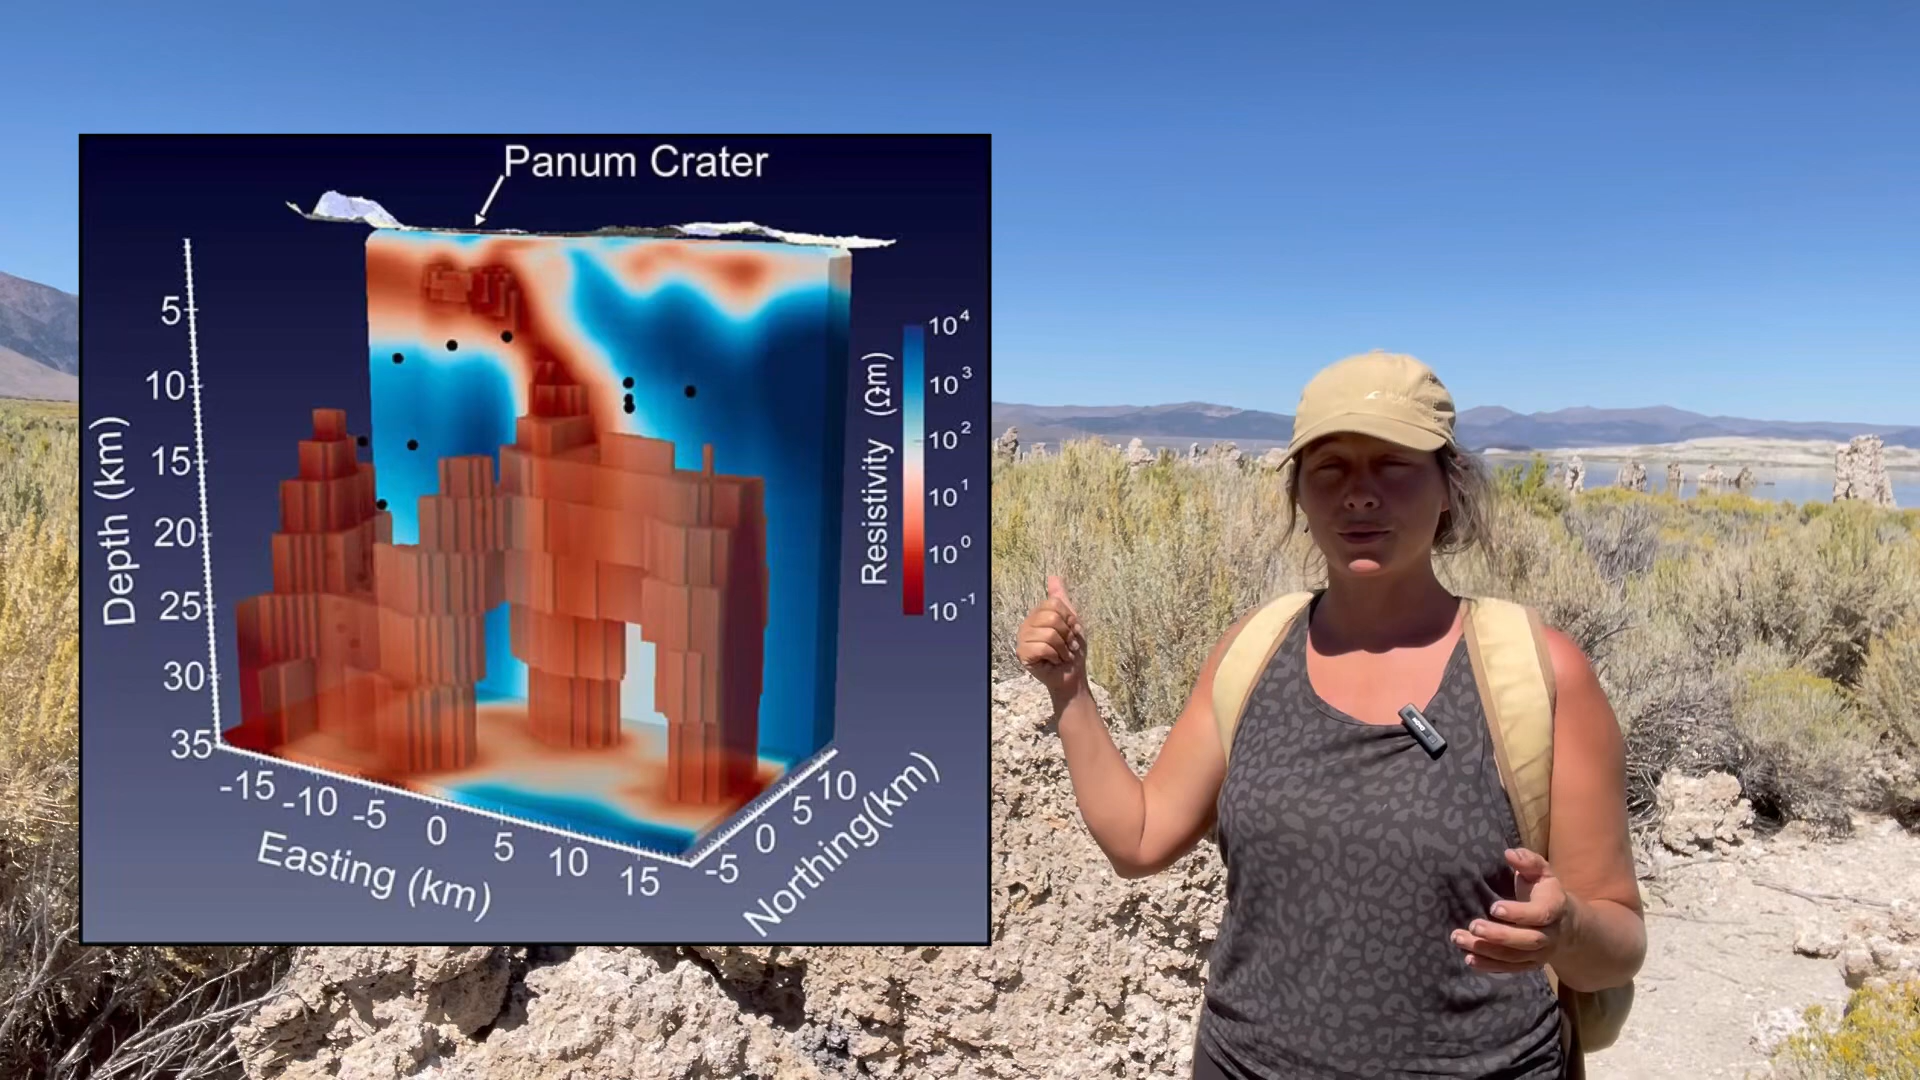 Panum Crater
5
10
15
20
25
30
35
Depth (km)
-15 -10 -5 0 5 10 15
Easting (km)
-5 0 5 10
Northing(km)
Resistivity (Ωm)
10⁴
10³
10²
10¹
10⁰
10⁻¹